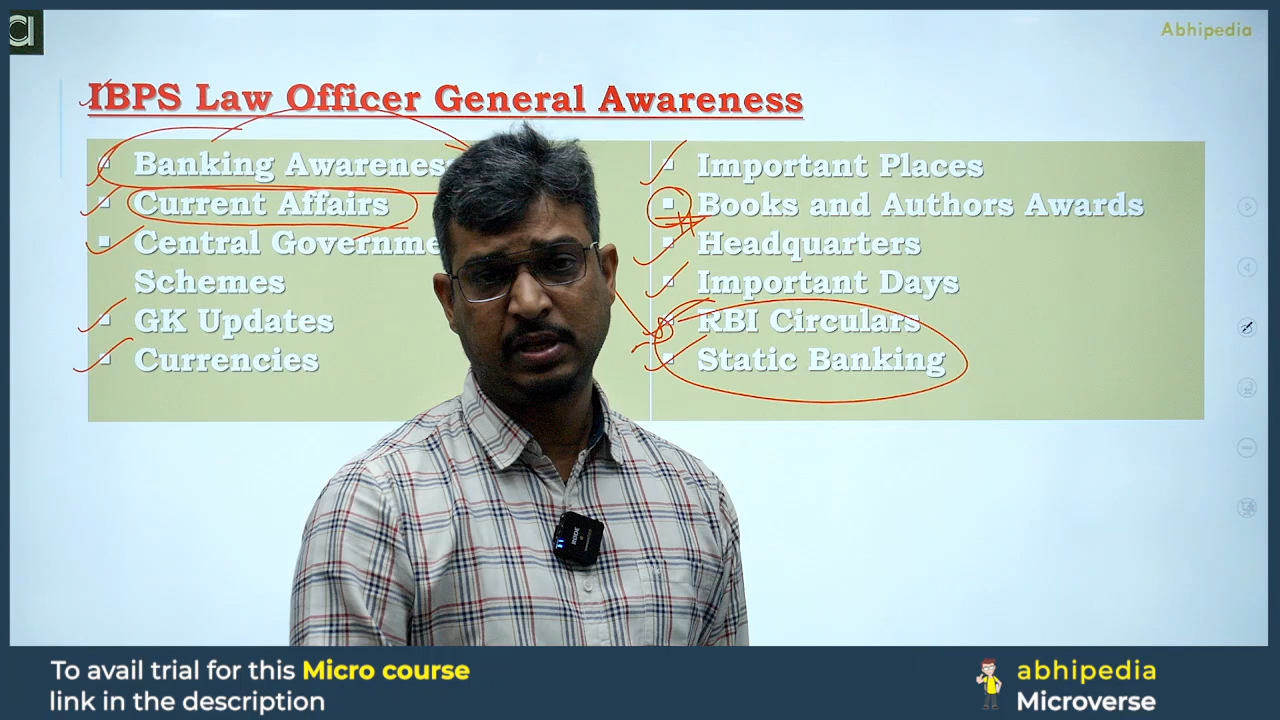 Abhipedia
IBPS Law Officer General Awareness
Banking Awareness
Current Affairs
Central Governme
Schemes
GK Updates
Currencies
Important Places
Books and Authors Awards
Headquarters
Important Days
RBI Circulars
Static Banking
RODE
To avail trial for this Micro course
link in the description
abhipedia
Microverse